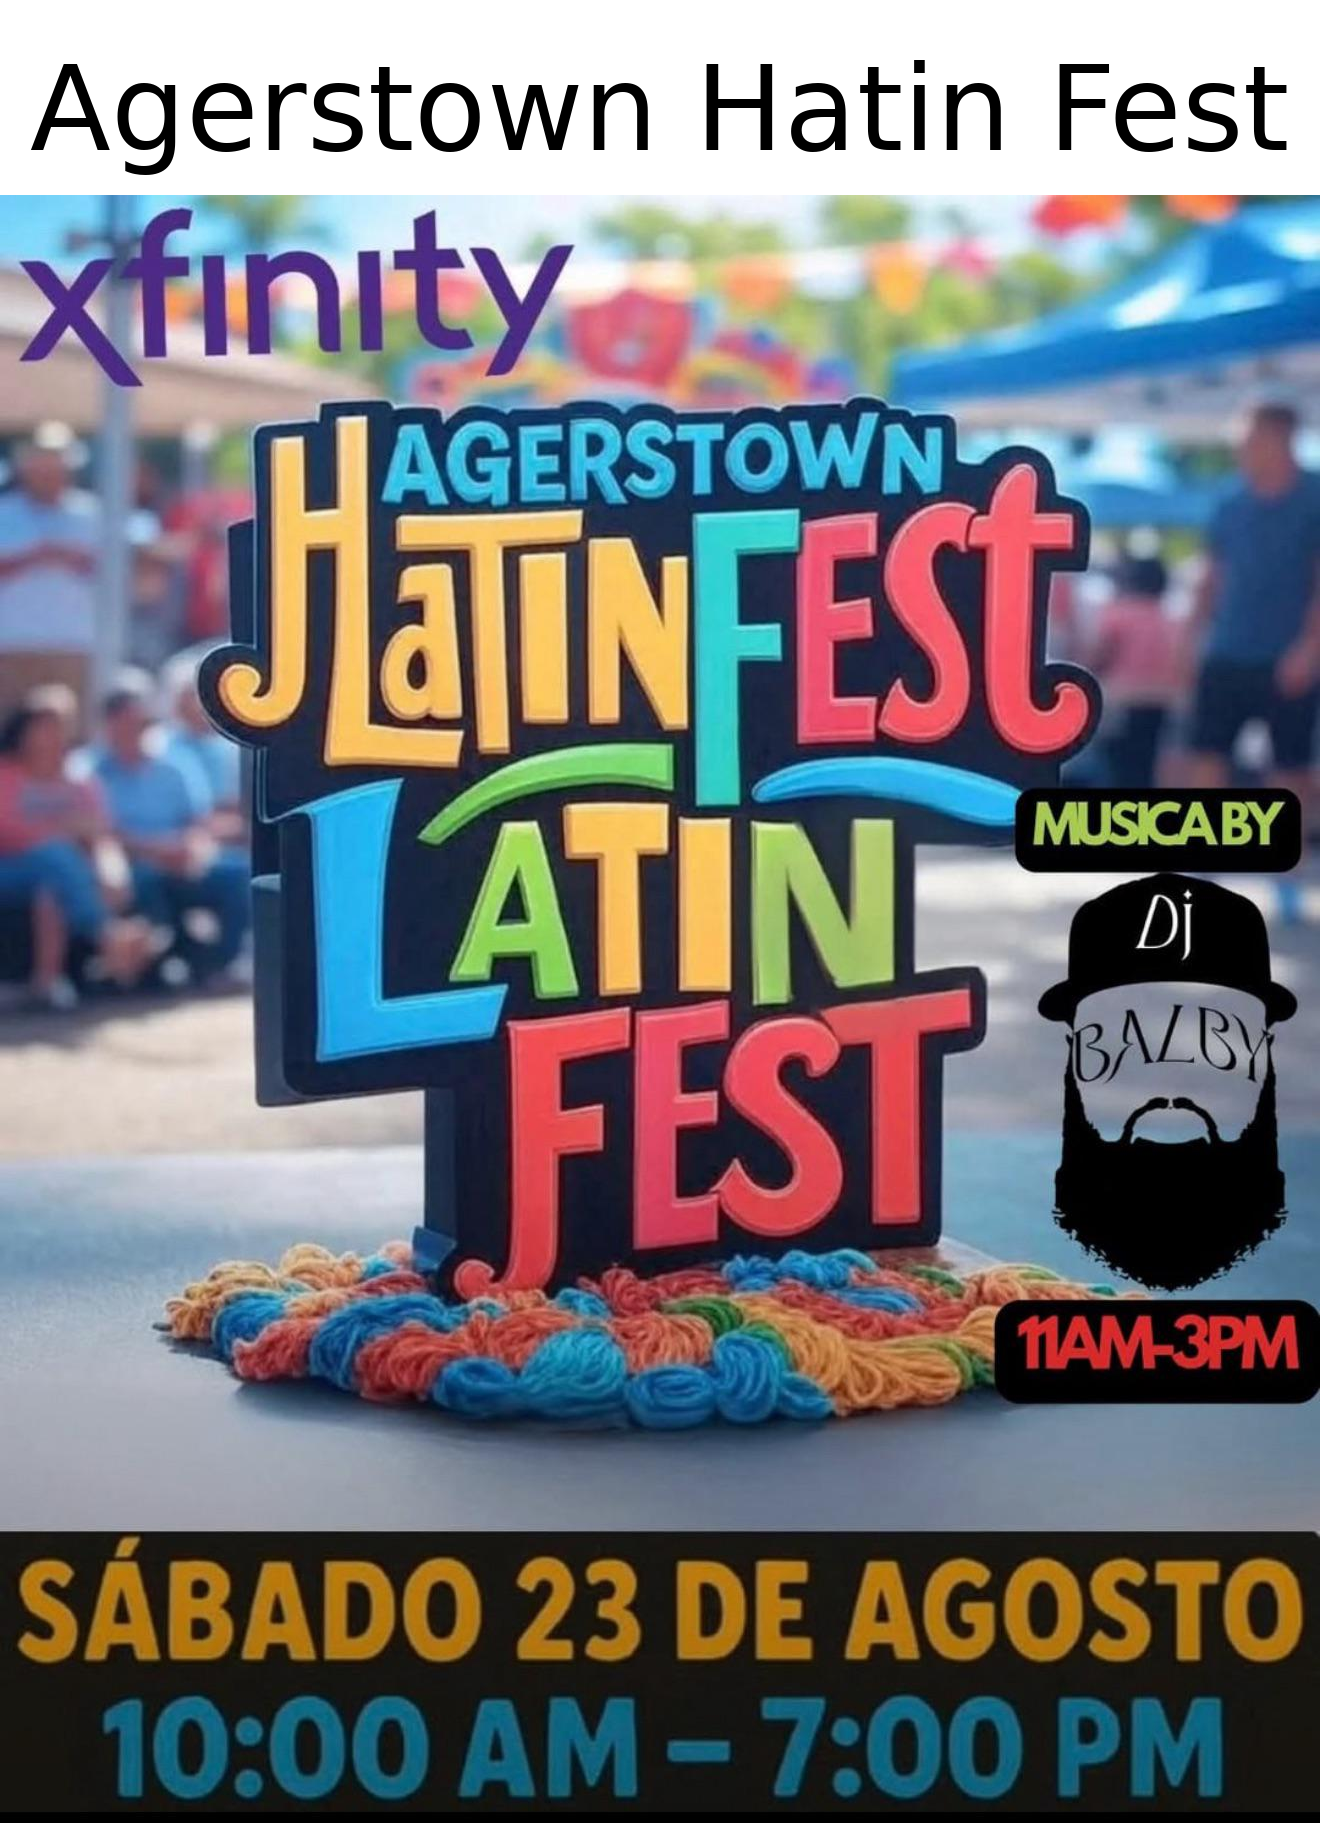 Agerstown Hatin Fest
xfinity
HAGERSTOWN
HatinFest
LATIN
FEST
MUSICA BY
Dj
BALBY
11AM-3PM
SÁBADO 23 DE AGOSTO
10:00 AM – 7:00 PM